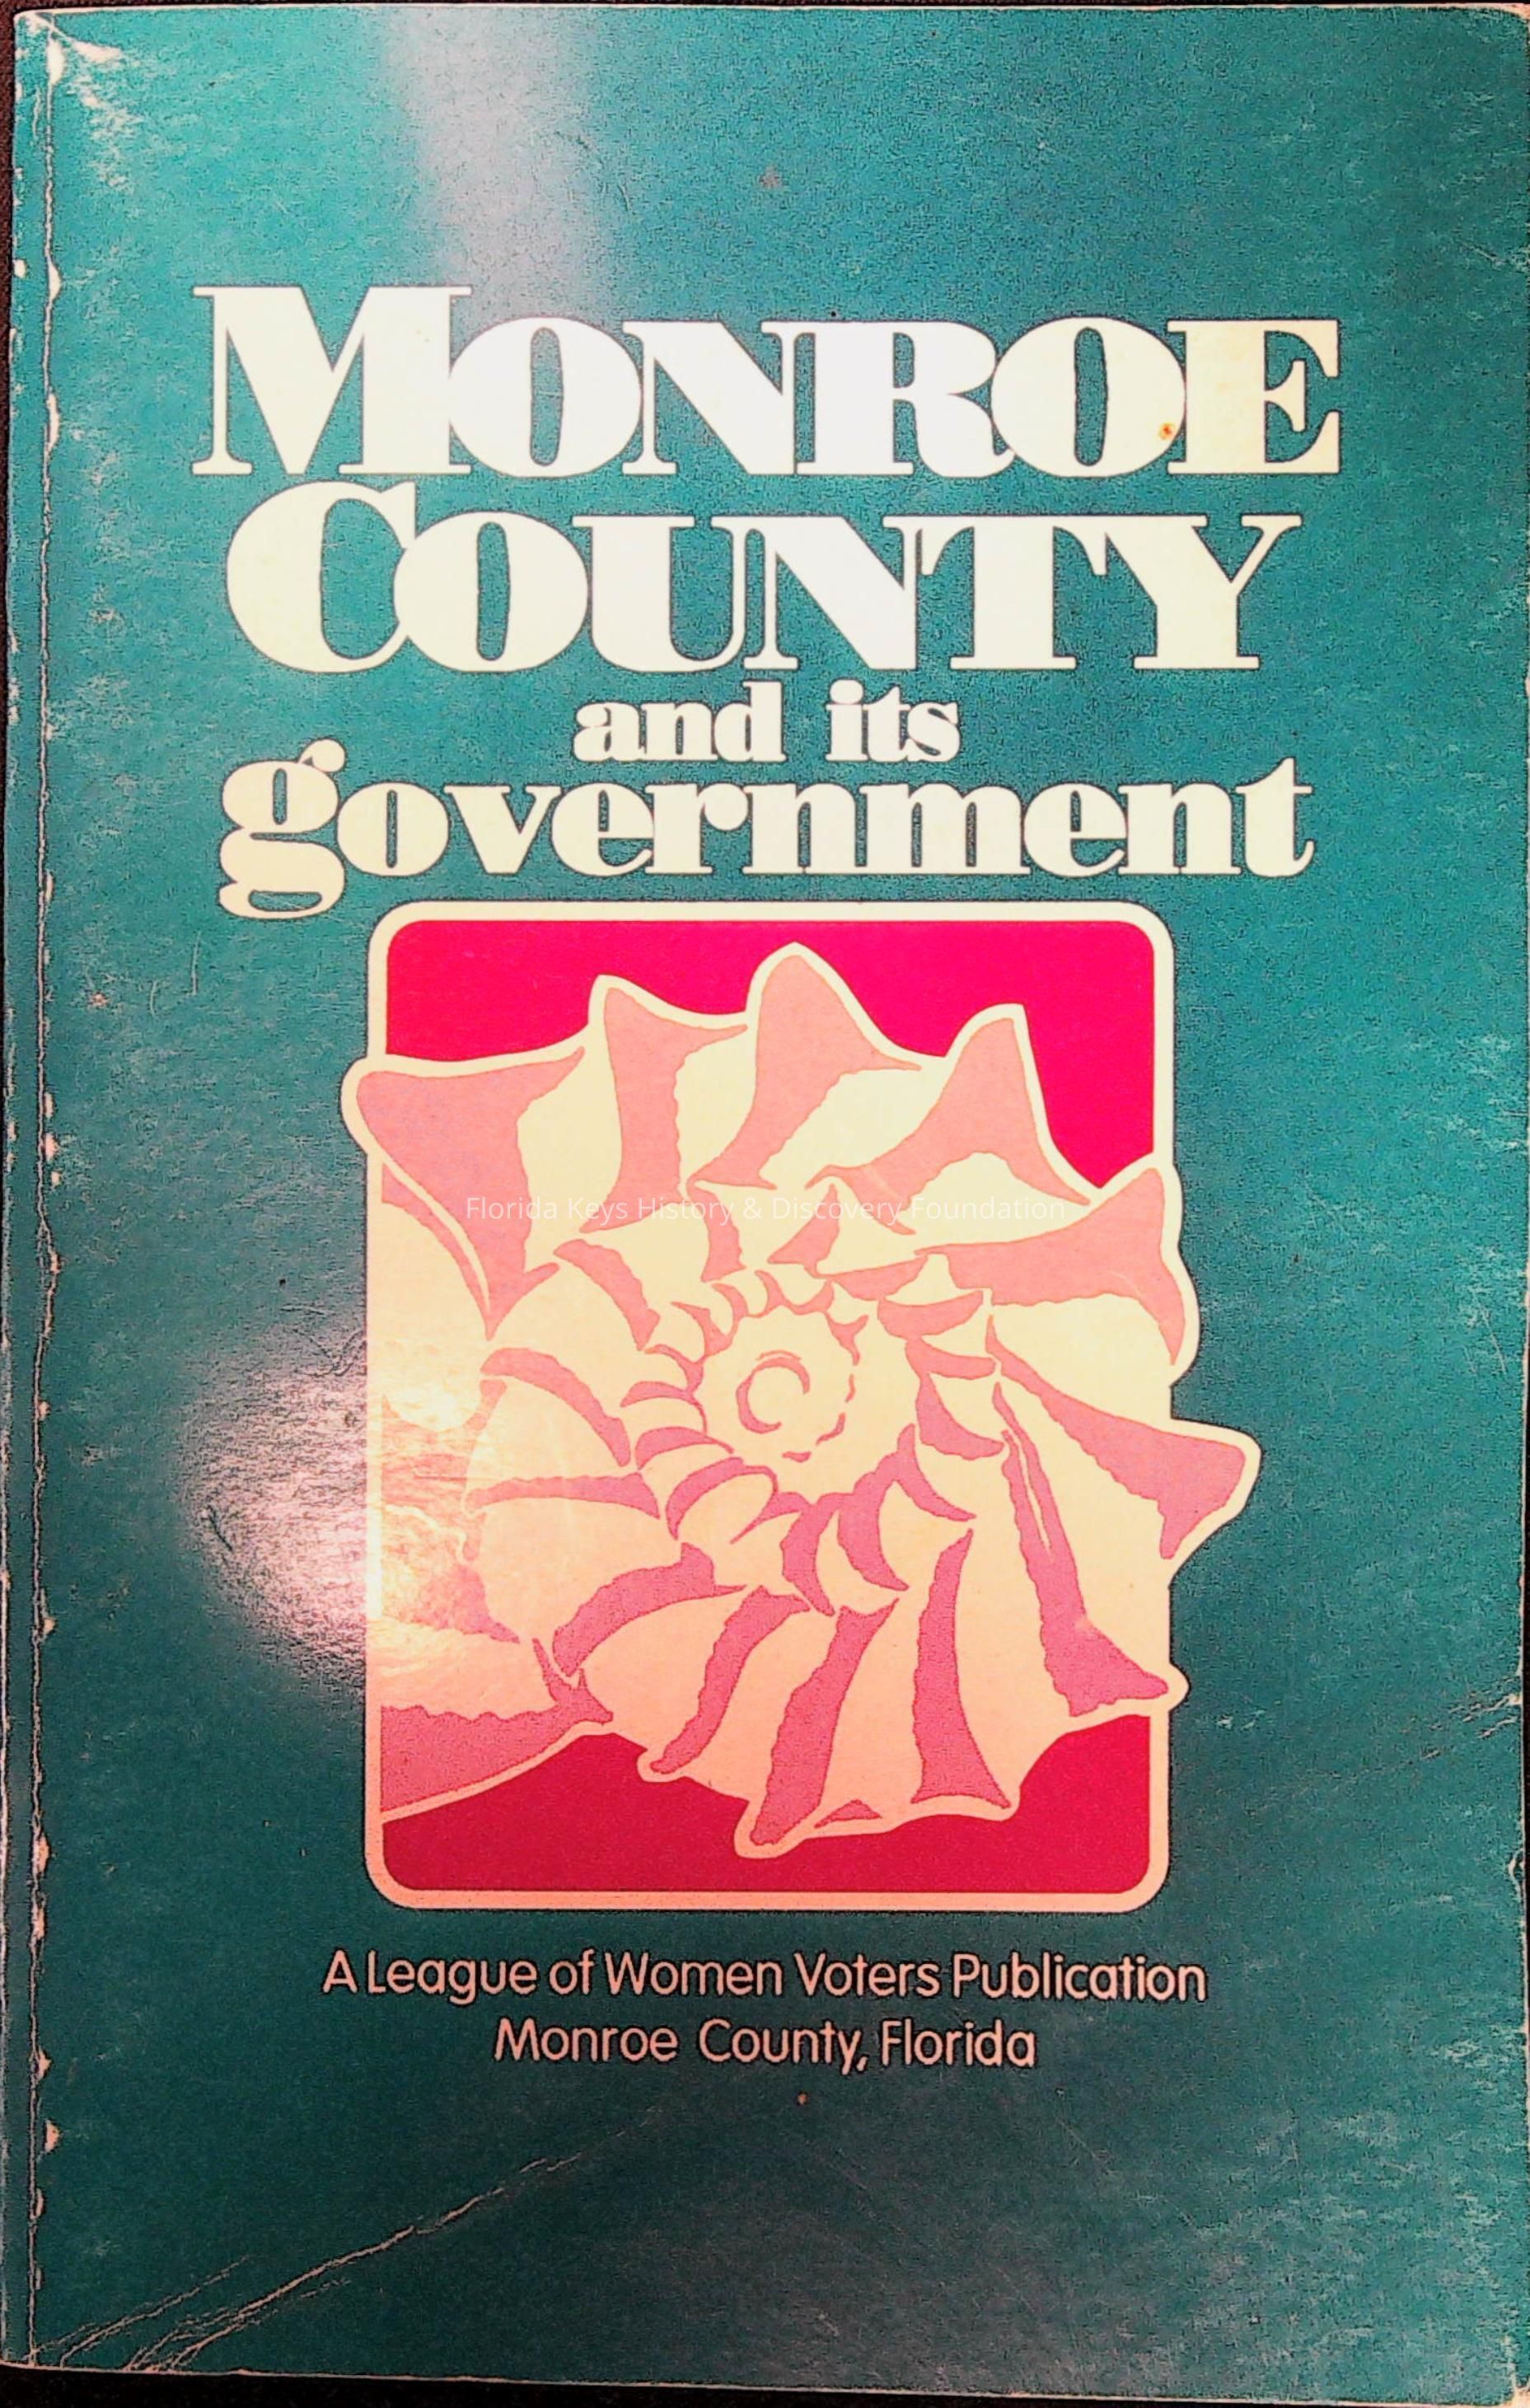 MONROE
COUNTY
and its
government
Florida Keys History & Discovery Foundation
A League of Women Voters Publication
Monroe County, Florida